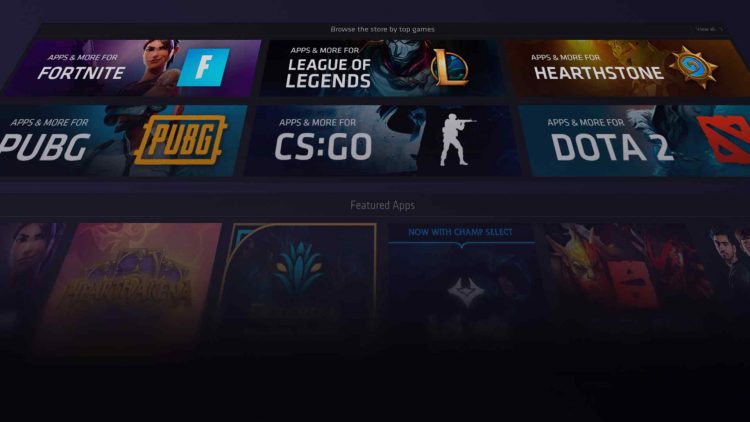 Browse the store by top games
APPS & MORE FOR
FORTNITE
F
APPS & MORE FOR
LEAGUE OF
LEGENDS
L
APPS & MORE FOR
HEARTHSTONE
APPS & MORE FOR
PUBG
PUBG
APPS & MORE FOR
CS:GO
APPS & MORE FOR
DOTA 2
Featured Apps
NOW WITH CHAMP SELECT